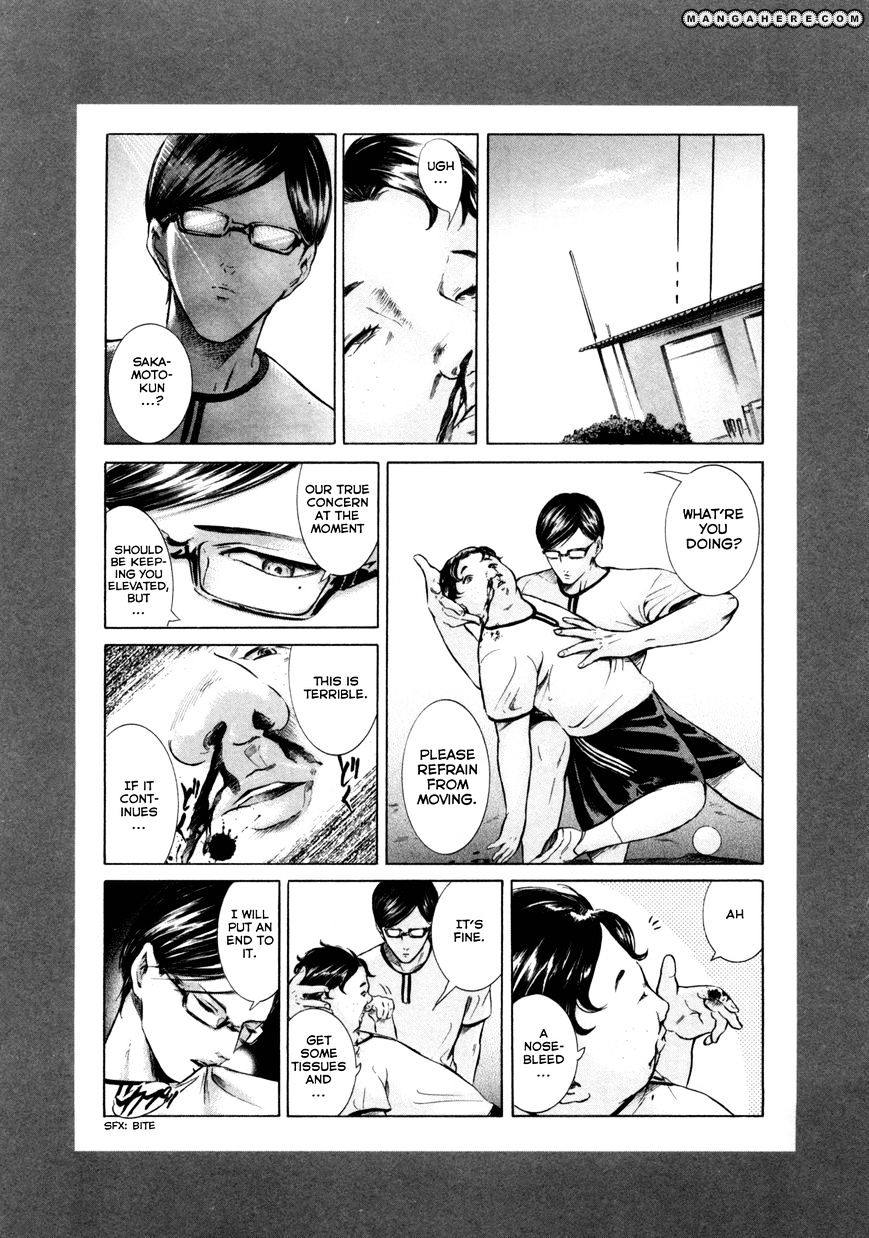 MANGAHERE.COM
UGH
...
SAKA-
MOTO-
KUN
...?
WHAT'RE
YOU
DOING?
PLEASE
REFRAIN
FROM
MOVING.
OUR TRUE
CONCERN
AT THE
MOMENT
SHOULD
BE KEEP-
ING YOU
ELEVATED,
BUT
...
THIS IS
TERRIBLE.
IF IT
CONT-
INUES
...
AH
A
NOSE-
BLEED
...
IT'S
FINE.
GET
SOME
TISSUES
AND
...
I WILL
PUT AN
END TO
IT.
SFX: BITE